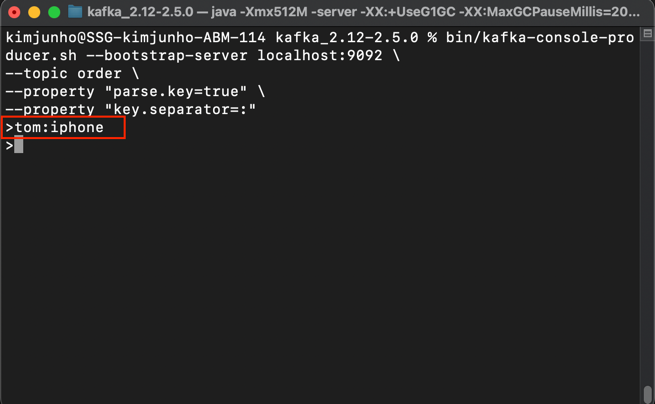 kafka_2.12-2.5.0 — java -Xmx512M -server -XX:+UseG1GC -XX:MaxGCPauseMillis=20...
kimjunho@SSG-kimjunho-ABM-114 kafka_2.12-2.5.0 % bin/kafka-console-pro
ducer.sh --bootstrap-server localhost:9092 \
--topic order \
--property "parse.key=true" \
--property "key.separator=:"
>tom:iphone
>